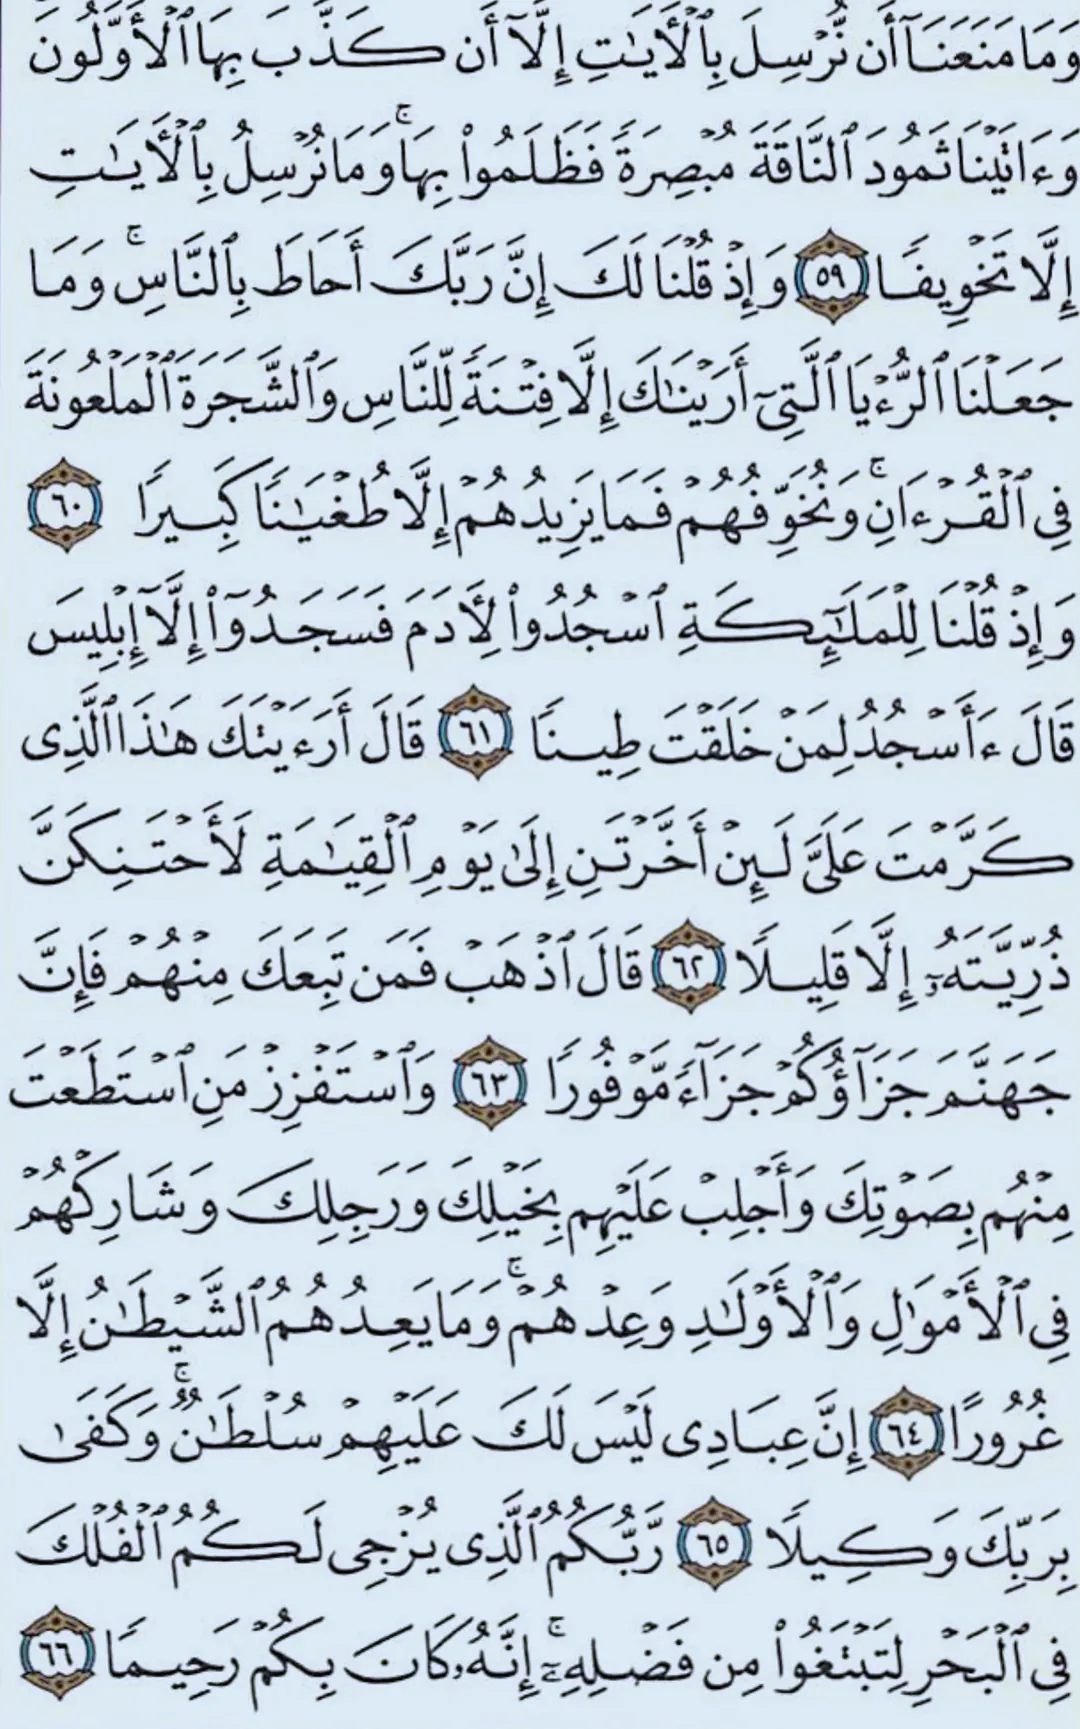 وَمَا مَنَعَنَآ أَن نُّرْسِلَ بِٱلْأَيَٰتِ إِلَّآ أَن كَذَّبَ بِهَا ٱلْأَوَّلُونَ
وَءَاتَيْنَا ثَمُودَ ٱلنَّاقَةَ مُبْصِرَةً فَظَلَمُوا۟ بِهَا ۚ وَمَا نُرْسِلُ بِٱلْأَيَٰتِ
إِلَّا تَخْوِيفًا ٥٩ وَإِذْ قُلْنَا لَكَ إِنَّ رَبَّكَ أَحَاطَ بِٱلنَّاسِ ۚ وَمَا
جَعَلْنَا ٱلرُّءْيَا ٱلَّتِىٓ أَرَيْنَٰكَ إِلَّا فِتْنَةً لِّلنَّاسِ وَٱلشَّجَرَةَ ٱلْمَلْعُونَةَ
فِى ٱلْقُرْءَانِ ۚ وَنُخَوِّفُهُمْ فَمَا يَزِيدُهُمْ إِلَّا طُغْيَٰنًا كَبِيرًا ٦٠
وَإِذْ قُلْنَا لِلْمَلَٰٓئِكَةِ ٱسْجُدُوا۟ لِأَدَمَ فَسَجَدُوٓا۟ إِلَّآ إِبْلِيسَ
قَالَ ءَأَسْجُدُ لِمَنْ خَلَقْتَ طِينًا ٦١ قَالَ أَرَءَيْتَكَ هَٰذَا ٱلَّذِى
كَرَّمْتَ عَلَىَّ لَئِنْ أَخَّرْتَنِ إِلَىٰ يَوْمِ ٱلْقِيَٰمَةِ لَأَحْتَنِكَنَّ
ذُرِّيَّتَهُۥٓ إِلَّا قَلِيلًا ٦٢ قَالَ ٱذْهَبْ فَمَن تَبِعَكَ مِنْهُمْ فَإِنَّ
جَهَنَّمَ جَزَآؤُكُمْ جَزَآءً مَّوْفُورًا ٦٣ وَٱسْتَفْزِزْ مَنِ ٱسْتَطَعْتَ
مِنْهُم بِصَوْتِكَ وَأَجْلِبْ عَلَيْهِم بِخَيْلِكَ وَرَجِلِكَ وَشَارِكْهُمْ
فِى ٱلْأَمْوَٰلِ وَٱلْأَوْلَٰدِ وَعِدْهُمْ ۚ وَمَا يَعِدُهُمُ ٱلشَّيْطَٰنُ إِلَّا
غُرُورًا ٦٤ إِنَّ عِبَادِى لَيْسَ لَكَ عَلَيْهِمْ سُلْطَٰنٌ ۚ وَكَفَىٰ
بِرَبِّكَ وَكِيلًا ٦٥ رَّبُّكُمُ ٱلَّذِى يُزْجِى لَكُمُ ٱلْفُلْكَ
فِى ٱلْبَحْرِ لِتَبْتَغُوا۟ مِن فَضْلِهِۦٓ ۚ إِنَّهُۥ كَانَ بِكُمْ رَحِيمًا ٦٦